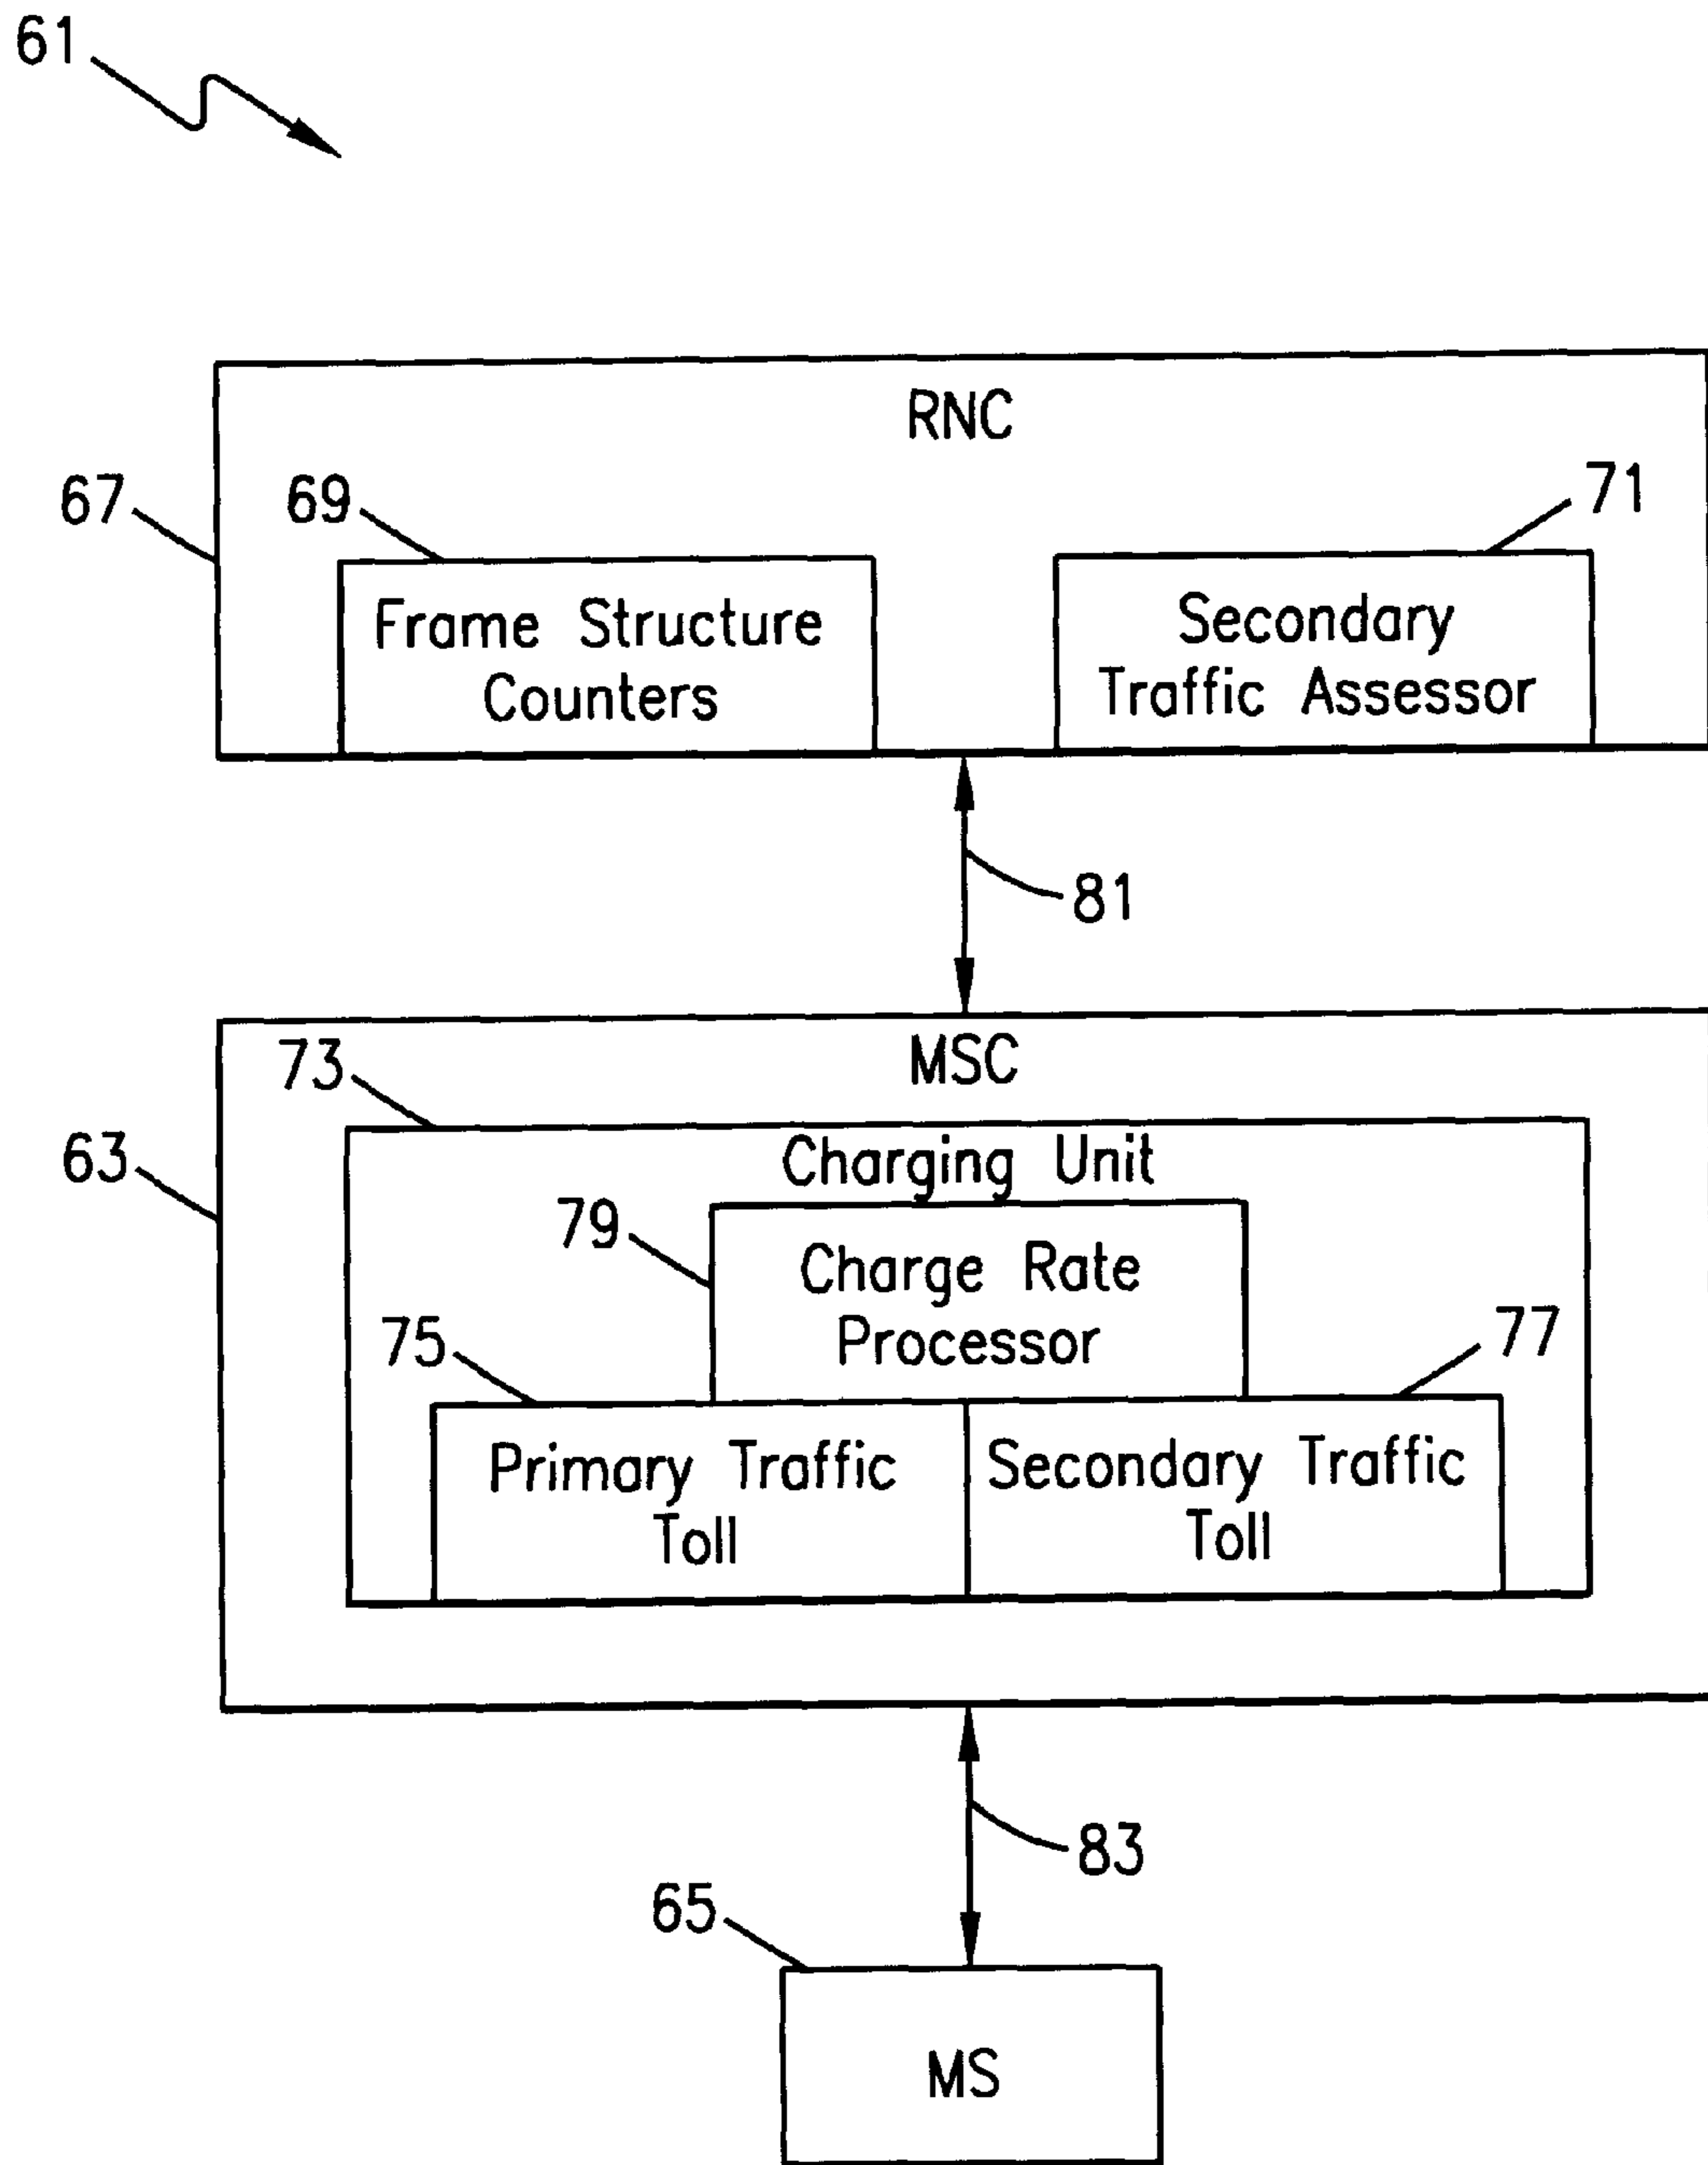 61
RNC
67
69
71
Frame Structure
Counters
Secondary
Traffic Assessor
81
MSC
73
Charging Unit
63
79
Charge Rate
Processor
75
77
Primary Traffic
Toll
Secondary Traffic
Toll
83
65
MS